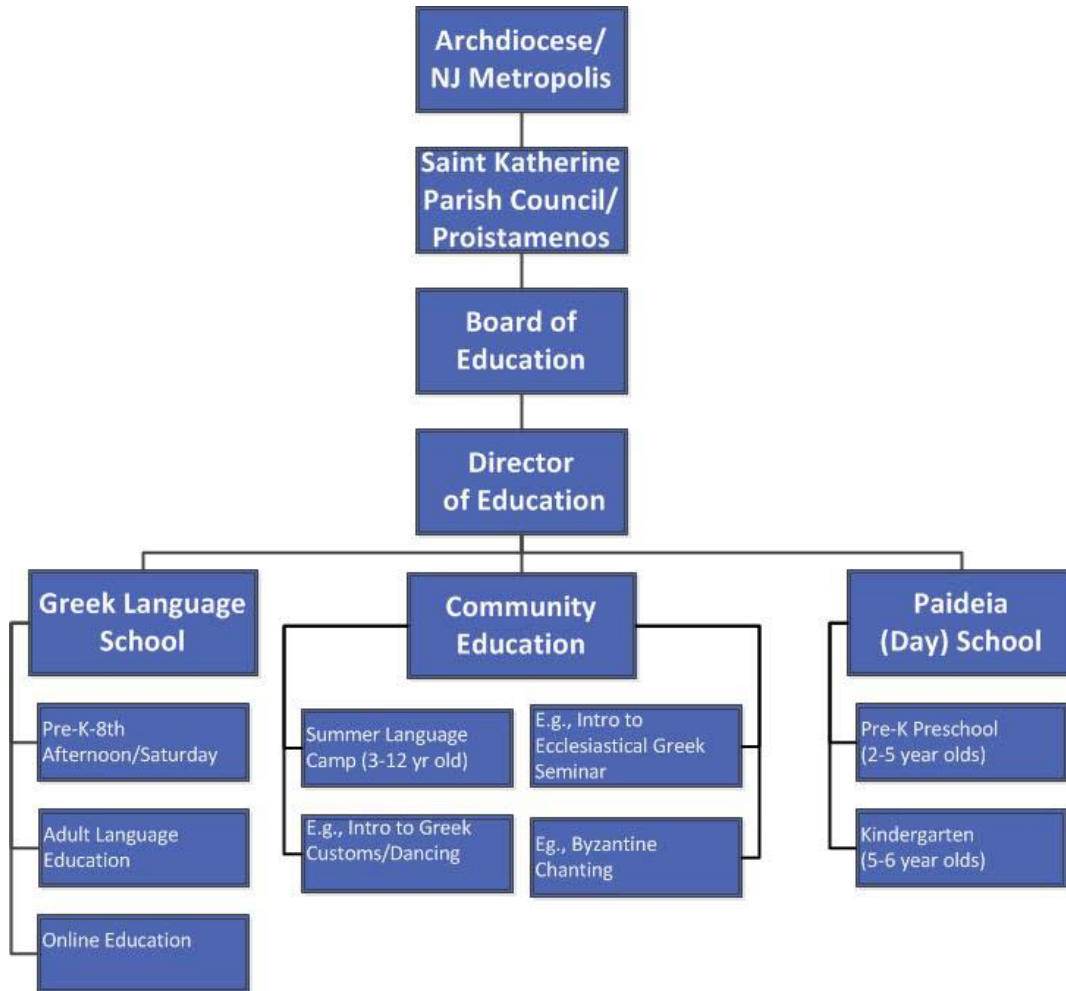 Archdiocese/
NJ Metropolis
Saint Katherine
Parish Council/
Proistamenos
Board of
Education
Director
of Education
Greek Language
School
Community
Education
Paideia
(Day) School
Pre-K-8th
Afternoon/Saturday
Adult Language
Education
Online Education
Summer Language
Camp (3-12 yr old)
E.g., Intro to Greek
Customs/Dancing
E.g., Intro to
Ecclesiastical Greek
Seminar
Eg., Byzantine
Chanting
Pre-K Preschool
(2-5 year olds)
Kindergarten
(5-6 year olds)